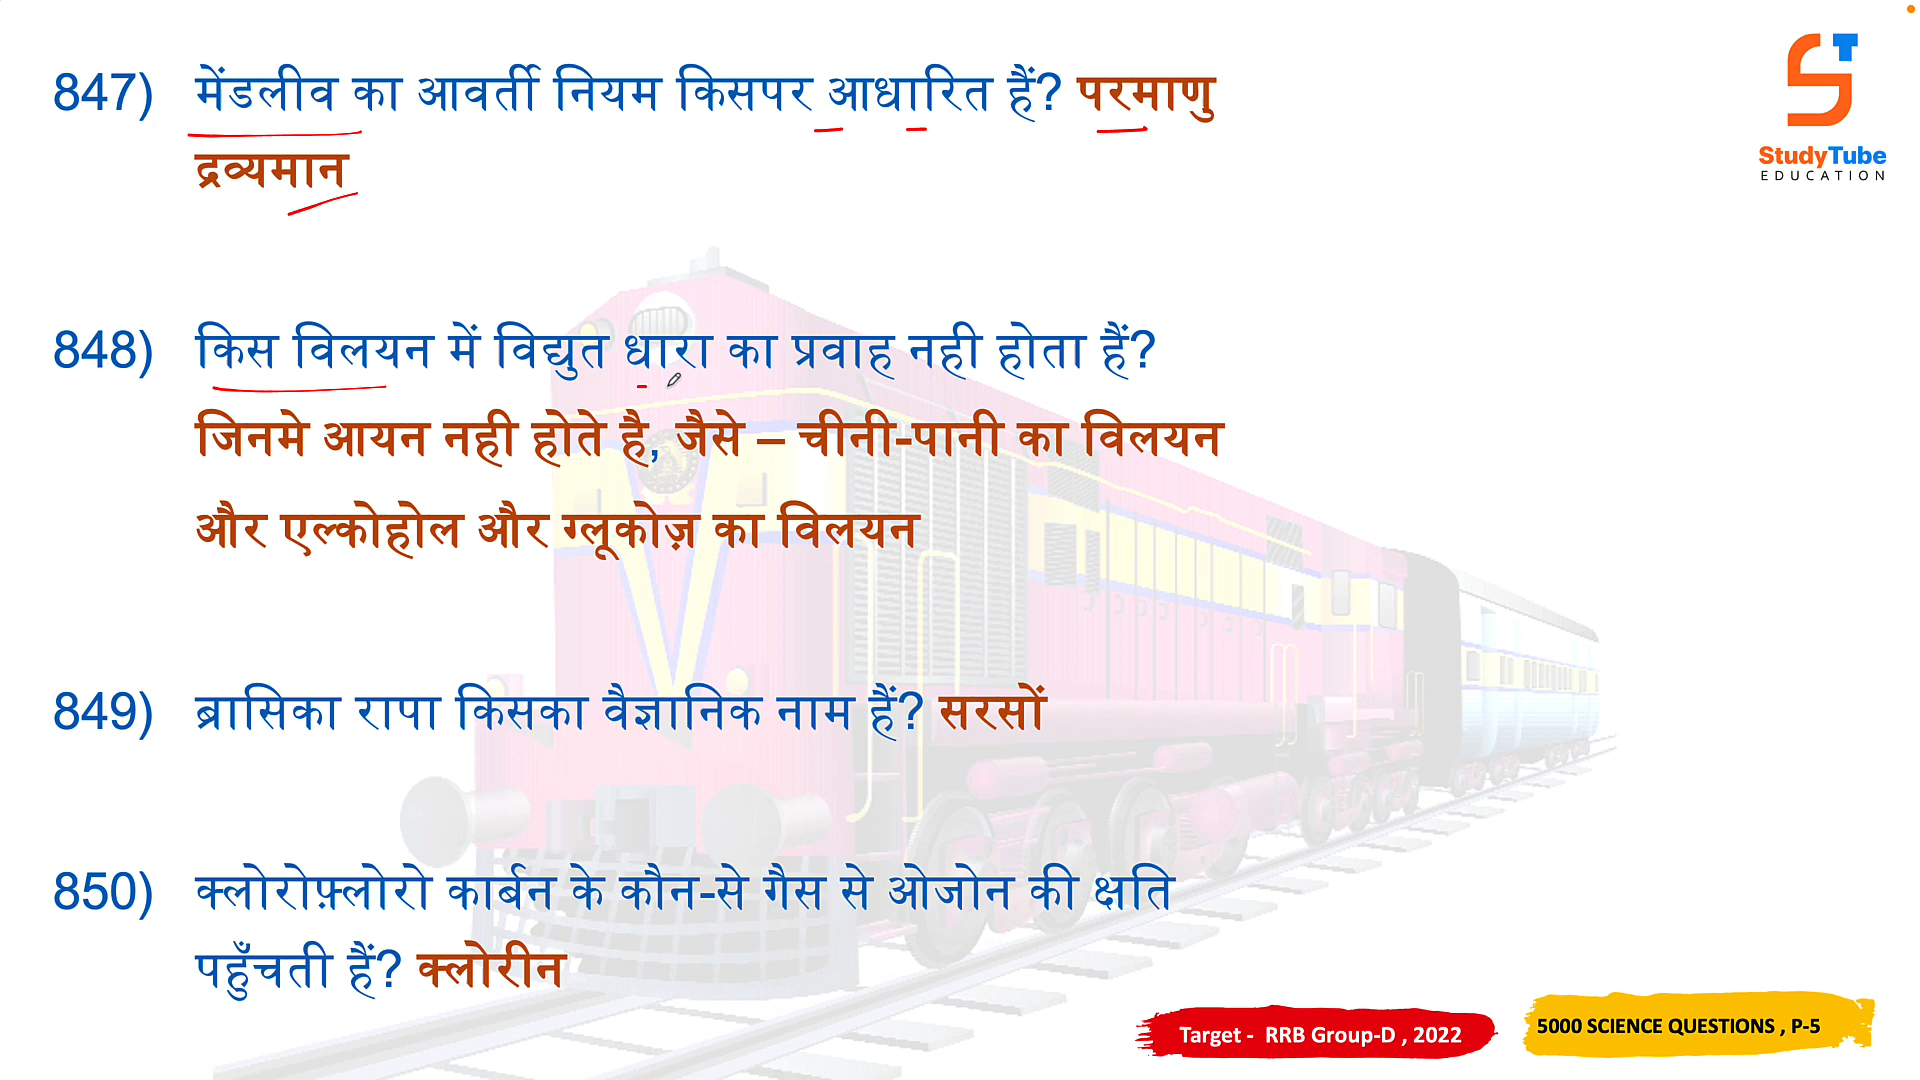 847) मेंडलीव का आवर्ती नियम किसपर आधारित हैं? परमाणु
द्रव्यमान
848) किस विलयन में विद्युत धारा का प्रवाह नही होता हैं?
जिनमे आयन नही होते है, जैसे – चीनी-पानी का विलयन
और एल्कोहोल और ग्लूकोज़ का विलयन
849) ब्रासिका रापा किसका वैज्ञानिक नाम हैं? सरसों
850) क्लोरोफ़्लोरो कार्बन के कौन-से गैस से ओजोन की क्षति
पहुँचती हैं? क्लोरीन
StudyTube
EDUCATION
Target - RRB Group-D , 2022
5000 SCIENCE QUESTIONS , P-5